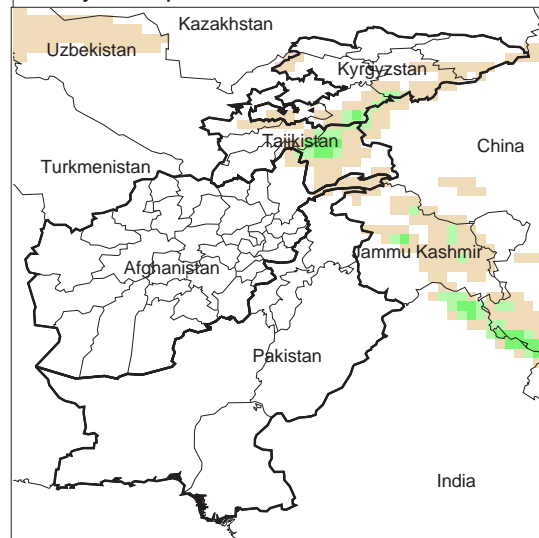 Kazakhstan
Uzbekistan
Kyrgyzstan
Tajikistan
China
Turkmenistan
Jammu Kashmir
Afghanistan
Pakistan
India